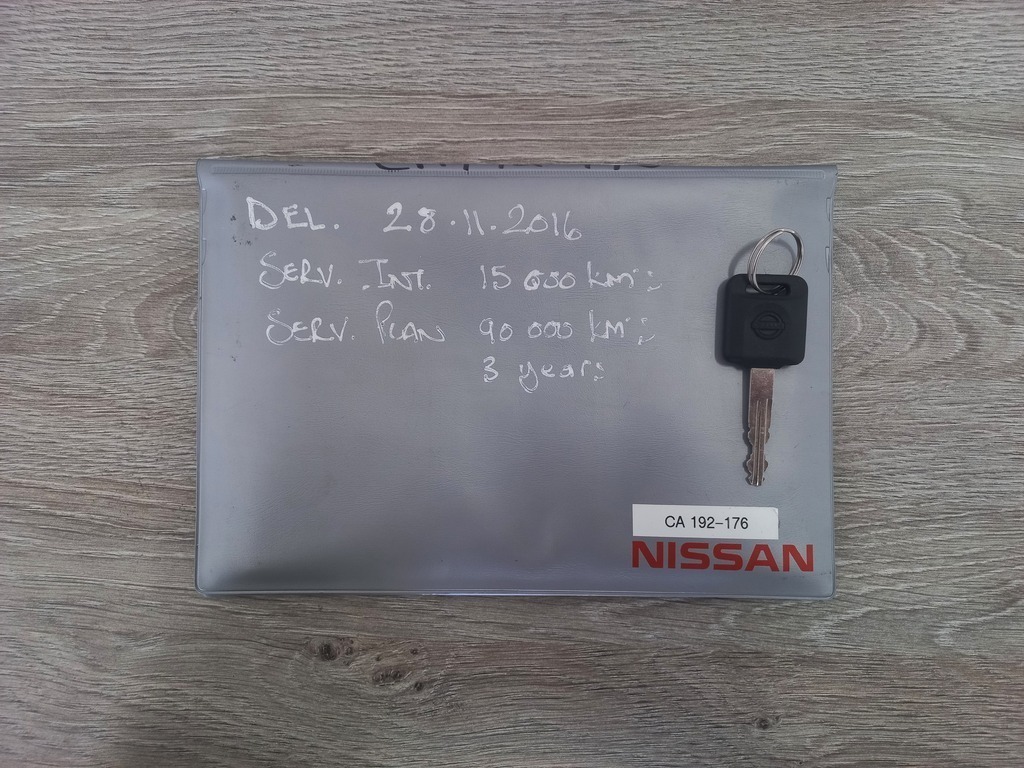 DEL. 28.11.2016
SERV. INT. 15 000 km's
SERV. PLAN 90 000 km's
3 years
CA 192-176
NISSAN